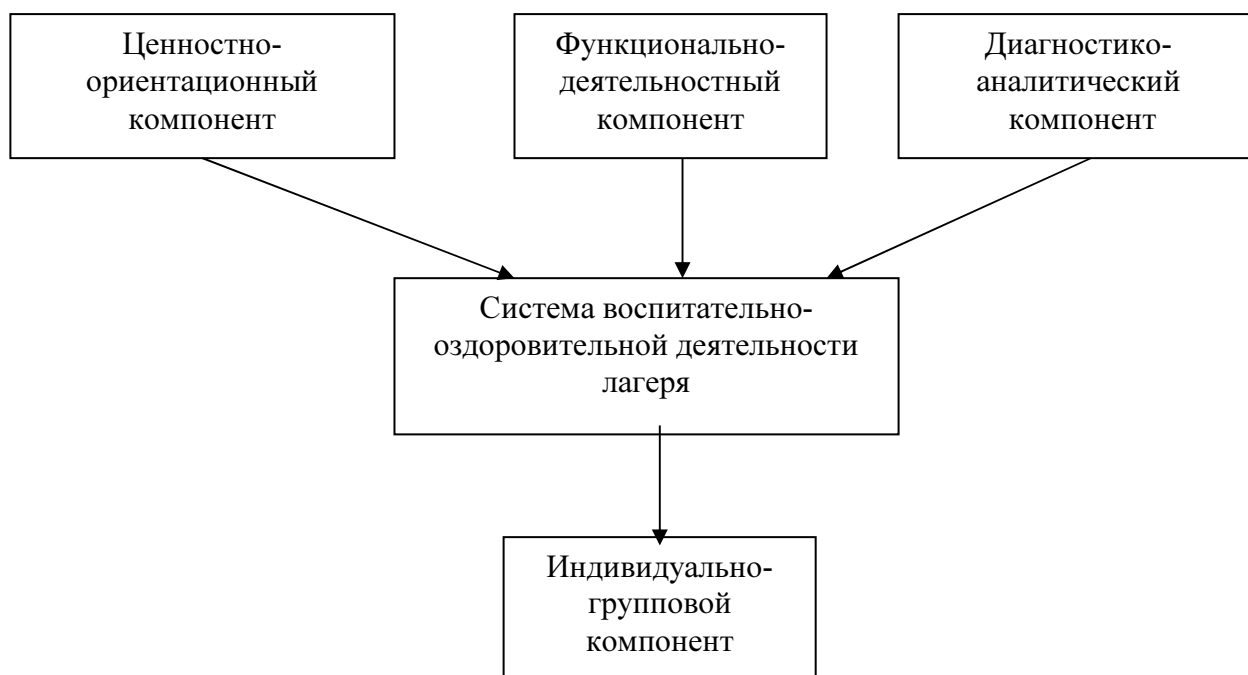 Ценностно-
ориентационный
компонент
Функционально-
деятельностный
компонент
Диагностико-
аналитический
компонент
Система воспитательно-
оздоровительной деятельности
лагеря
Индивидуально-
групповой
компонент